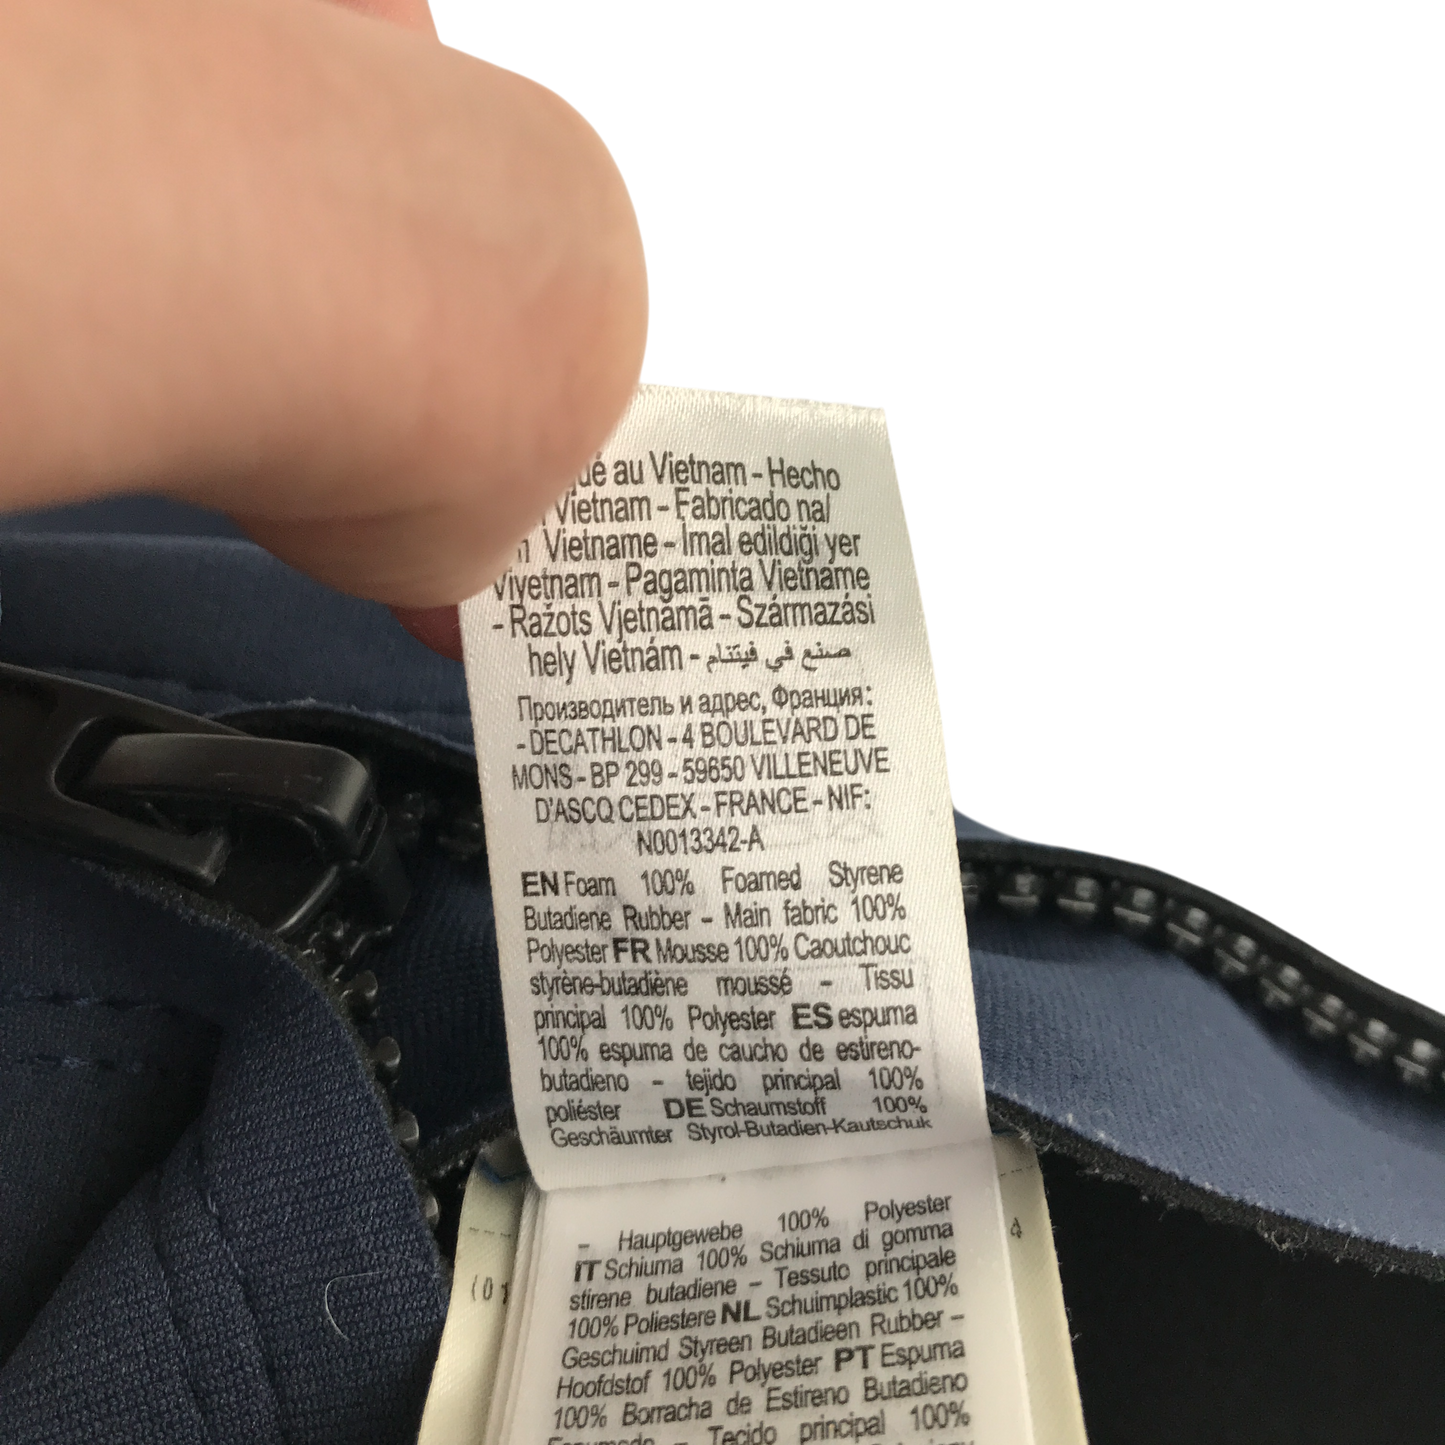 au Vietnam - Hecho
Vietnam - Fabricado na/
Vietname - İmal edildiği yer
Viyetnam - Pagaminta Vietname
- Ražots Vjetnāmā - Származási
hely Vietnám - صنع في فيتنام
Производитель и адрес, Франция:
- DECATHLON - 4 BOULEVARD DE
MONS - BP 299 - 59650 VILLENEUVE
D'ASCQ CEDEX - FRANCE - NIF:
N0013342-A
EN Foam 100% Foamed Styrene
Butadiene Rubber – Main fabric 100%
Polyester FR Mousse 100% Caoutchouc
styrène-butadiène moussé – Tissu
principal 100% Polyester ES espuma
100% espuma de caucho de estireno-
butadieno – tejido principal 100%
poliéster DE Schaumstoff 100%
Geschäumter Styrol-Butadien-Kautschuk
– Hauptgewebe 100% Polyester
IT Schiuma 100% Schiuma di gomma
stirene butadiene – Tessuto principale
100% Poliestere NL Schuimplastic 100%
Geschuimd Styreen Butadieen Rubber –
Hoofdstof 100% Polyester PT Espuma
100% Borracha de Estireno Butadieno
– Tecido principal 100%
(01
4